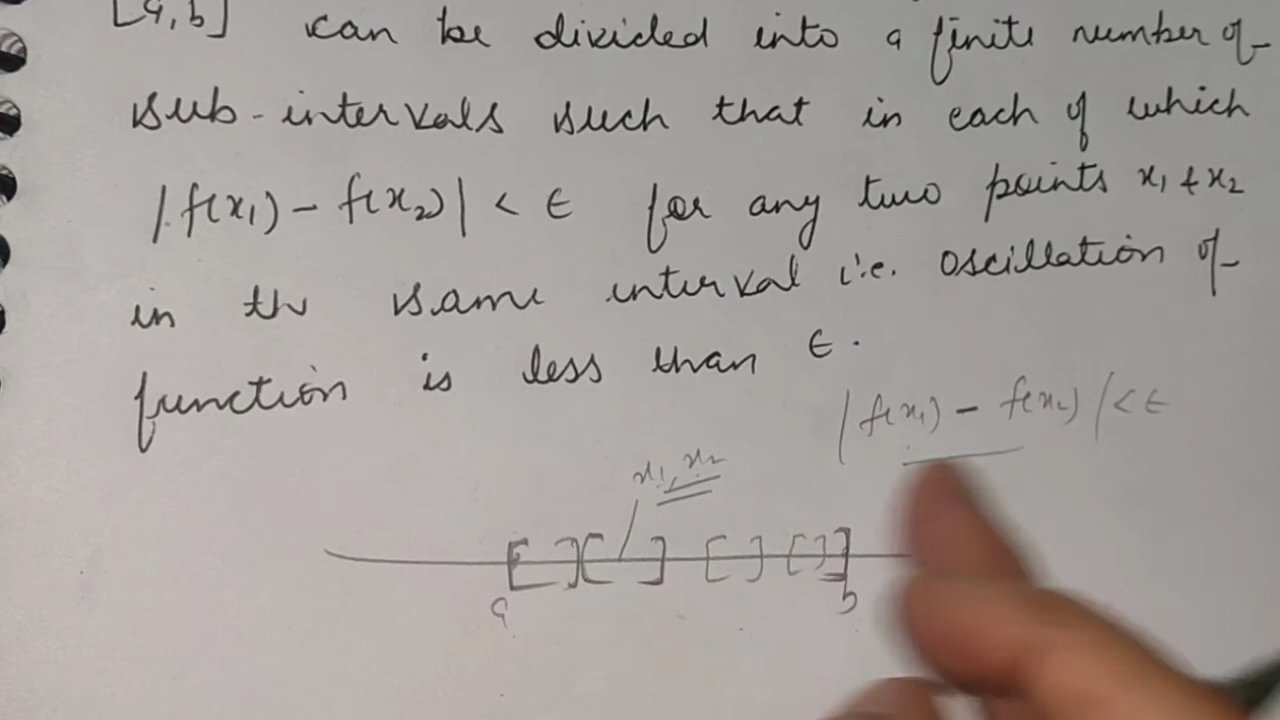 [a,b] can be divided into a finite number of
sub-intervals such that in each of which
|f(x₁) - f(x₂)| < ϵ for any two points x₁ & x₂
in the same interval i.e. oscillation of
function is less than ϵ.
|f(x₁) - f(x₂)| < ϵ
x₁, x₂
[ ] [ ] [ ] [ ] ]
a b